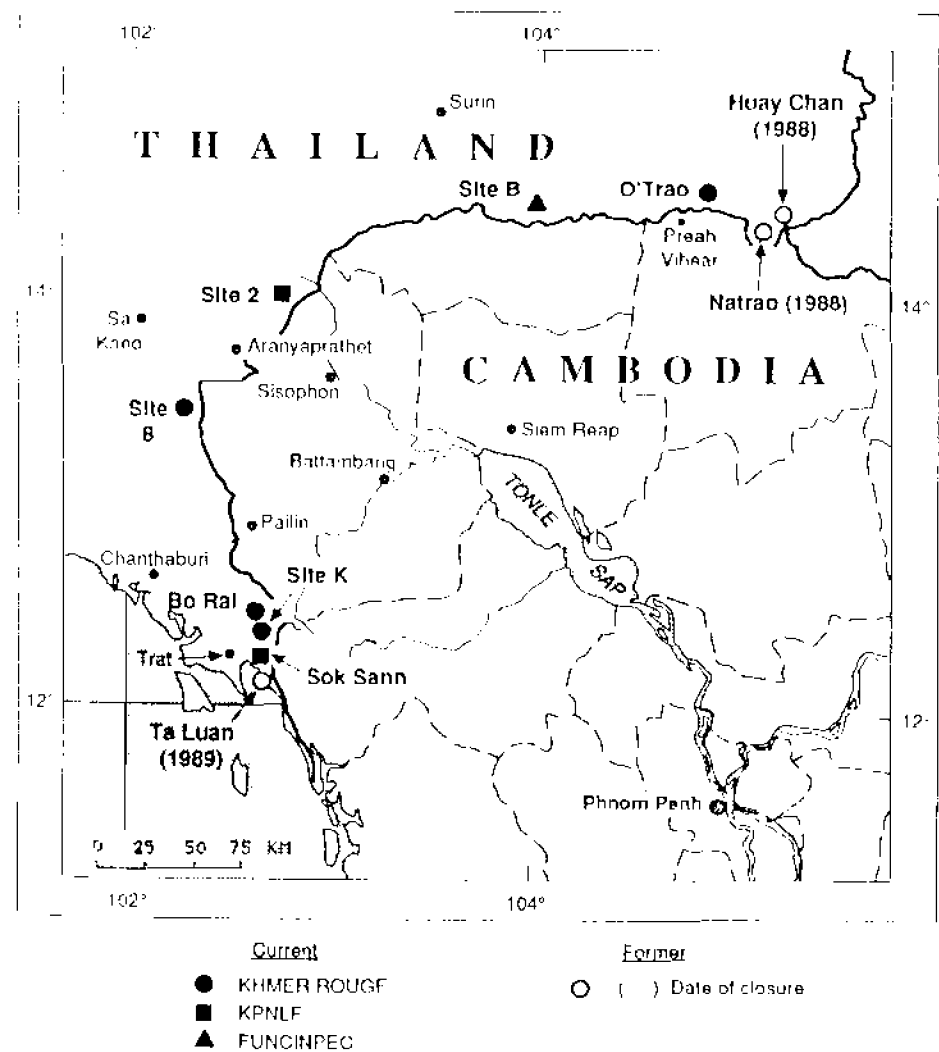 102°
104°
Surin
Huay Chan
(1988)
THAILAND
Site B
O'Trao
Preah
Vihear
14°
14°
Site 2
Natrao (1988)
Sa
Aranyaprathet
CAMBODIA
Sisophon
Site
8
Siem Reap
Battambang
TONLE
SAP
Pailin
Chanthaburi
Site K
Bo Rai
Trat
Sok Sann
12°
12°
Ta Luan
(1989)
Phnom Penh
0 25 50 75 KM
102°
104°
Current
Former
KHMER ROUGE
( ) Date of closure
KPNLF
FUNCINPEC